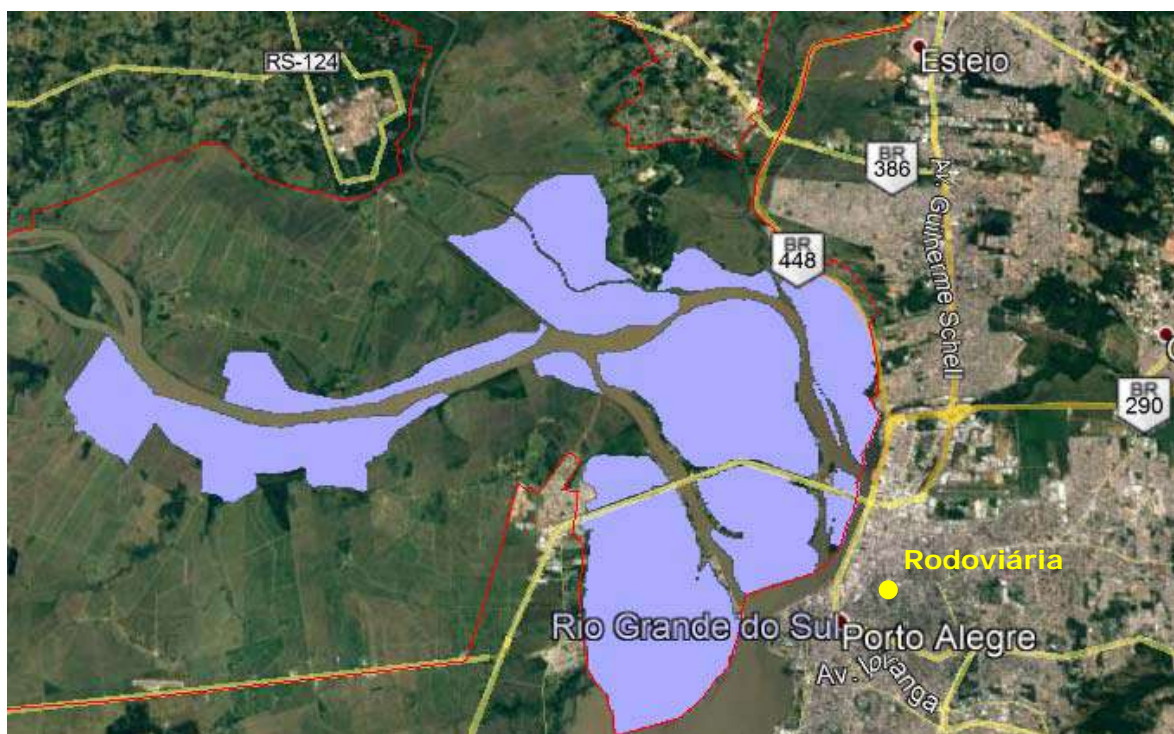 RS-124
Esteio
BR
386
Av. Guilherme Schell
BR
448
BR
290
Rodoviária
Rio Grande do Sul
Porto Alegre
Av. Ipiranga